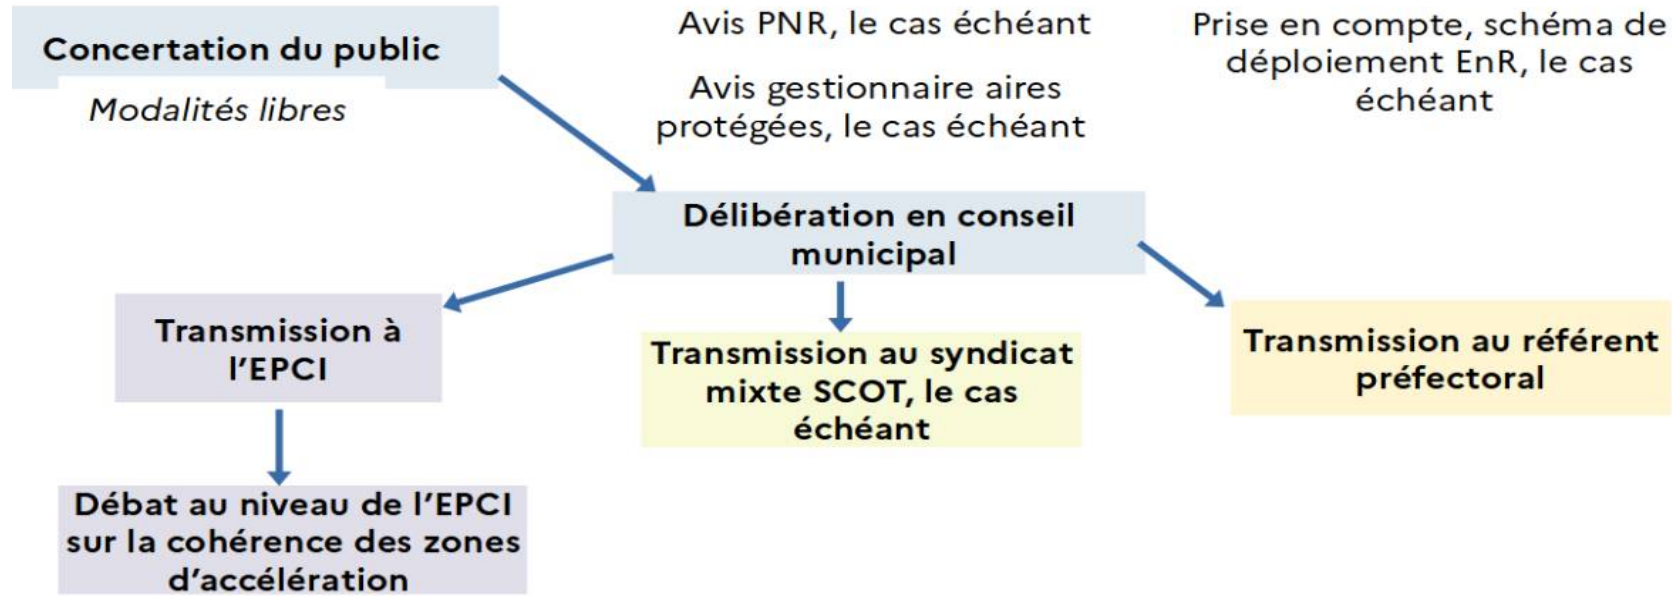 Concertation du public
Modalités libres
Avis PNR, le cas échéant
Avis gestionnaire aires
protégées, le cas échéant
Prise en compte, schéma de
déploiement EnR, le cas
échéant
Délibération en conseil
municipal
Transmission à
l'EPCI
Transmission au syndicat
mixte SCOT, le cas
échéant
Transmission au référent
préfectoral
Débat au niveau de l'EPCI
sur la cohérence des zones
d'accélération